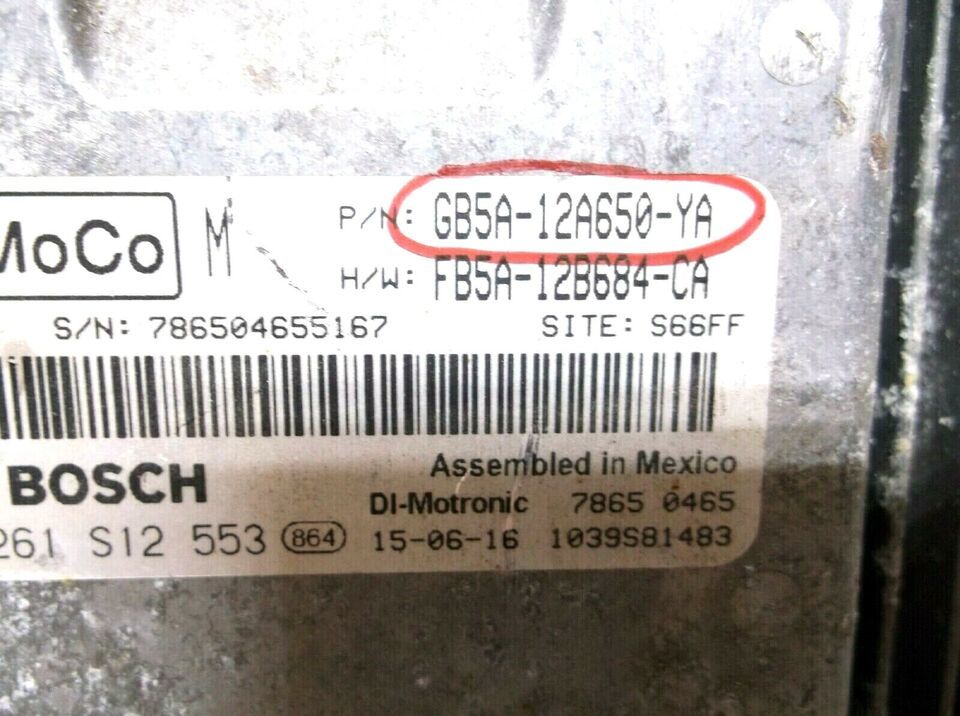 MoCo M P/N: GB5A-12A650-YA
H/W: FB5A-12B684-CA
S/N: 786504655167 SITE: S66FF
BOSCH Assembled in Mexico
DI-Motronic 7865 0465
261 S12 553 864 15-06-16 1039S81483